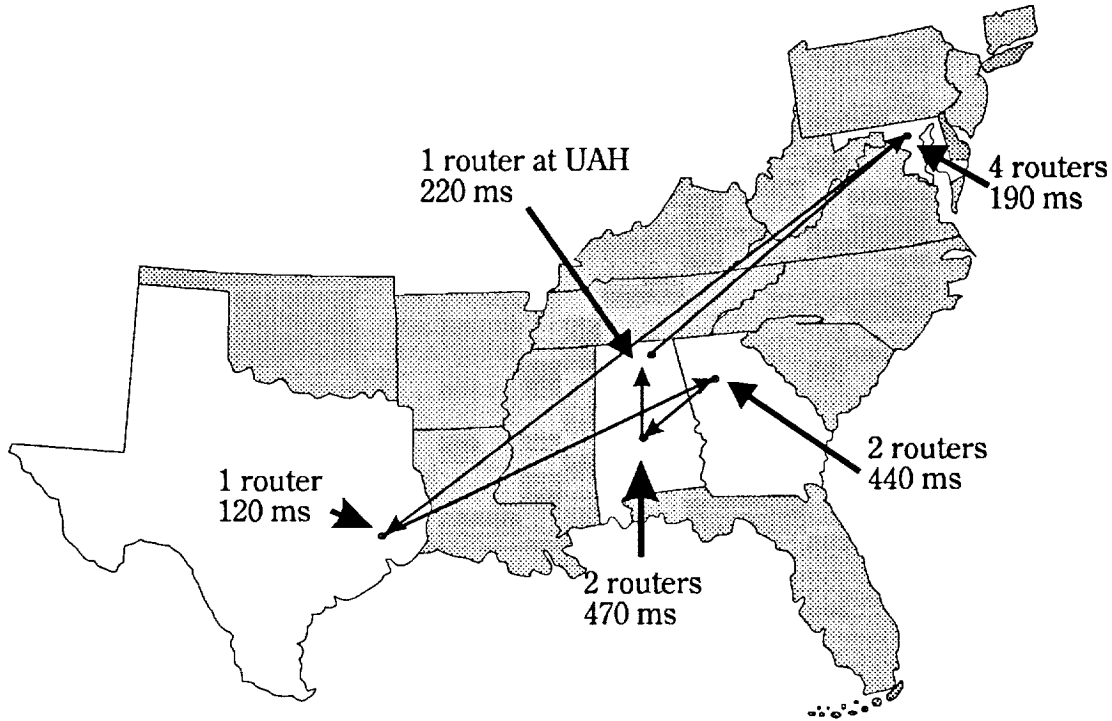 1 router at UAH
220 ms
4 routers
190 ms
2 routers
440 ms
1 router
120 ms
2 routers
470 ms